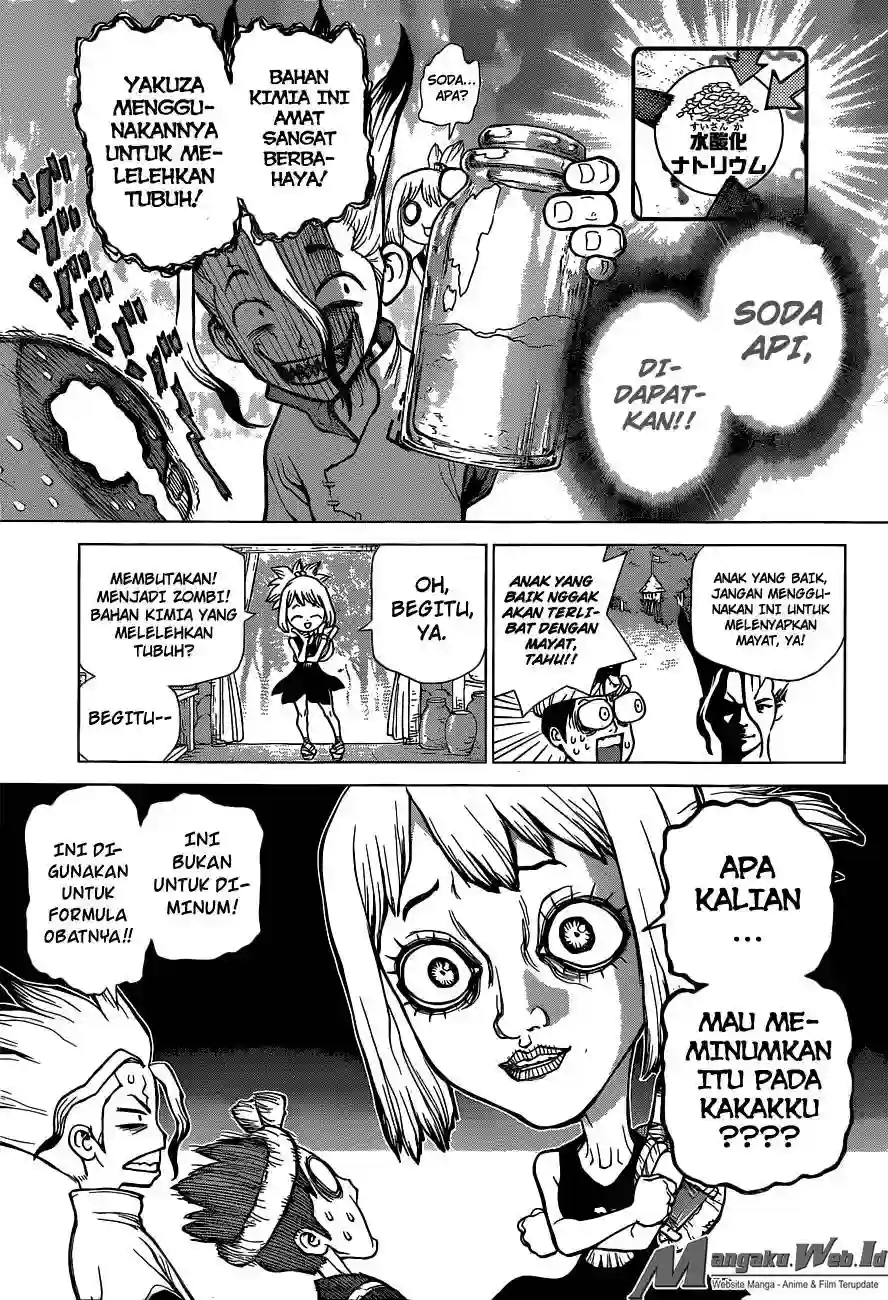 すいさん か
水酸化
ナトリウム
SODA
API,
DI-
DAPAT-
KAN!!
SODA...
APA?
BAHAN
KIMIA INI
AMAT
SANGAT
BERBA-
HAYA!
YAKUZA
MENGGU-
NAKANNYA
UNTUK ME-
LELEHKAN
TUBUH!
ANAK YANG BAIK,
JANGAN MENGGU-
NAKAN INI UNTUK
MELENYAPKAN
MAYAT, YA!
ANAK YANG
BAIK NGGAK
AKAN TERLI-
BAT DENGAN
MAYAT,
TAHU!!
OH,
BEGITU,
YA.
MEMBUTAKAN!
MENJADI ZOMBI!
BAHAN KIMIA YANG
MELELEHKAN
TUBUH?
BEGITU--
APA
KALIAN
...
MAU ME-
MINUMKAN
ITU PADA
KAKAKKU
????
INI
BUKAN
UNTUK DI-
MINUM!
INI DI-
GUNAKAN
UNTUK
FORMULA
OBATNYA!!
Mangaku.Web.Id
Website Manga - Anime & Film Terupdate